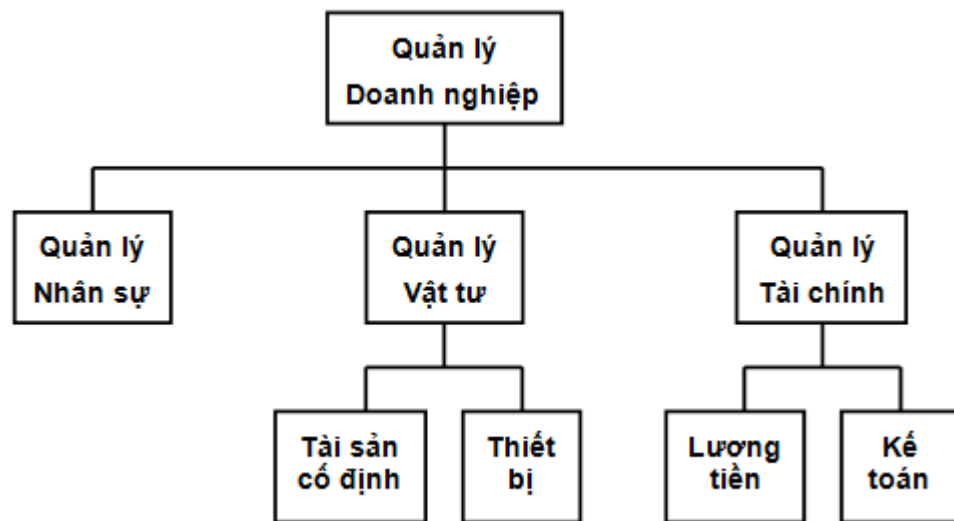 Quản lý
Doanh nghiệp
Quản lý
Nhân sự
Quản lý
Vật tư
Quản lý
Tài chính
Tài sản
cố định
Thiết
bị
Lương
tiền
Kế
toán